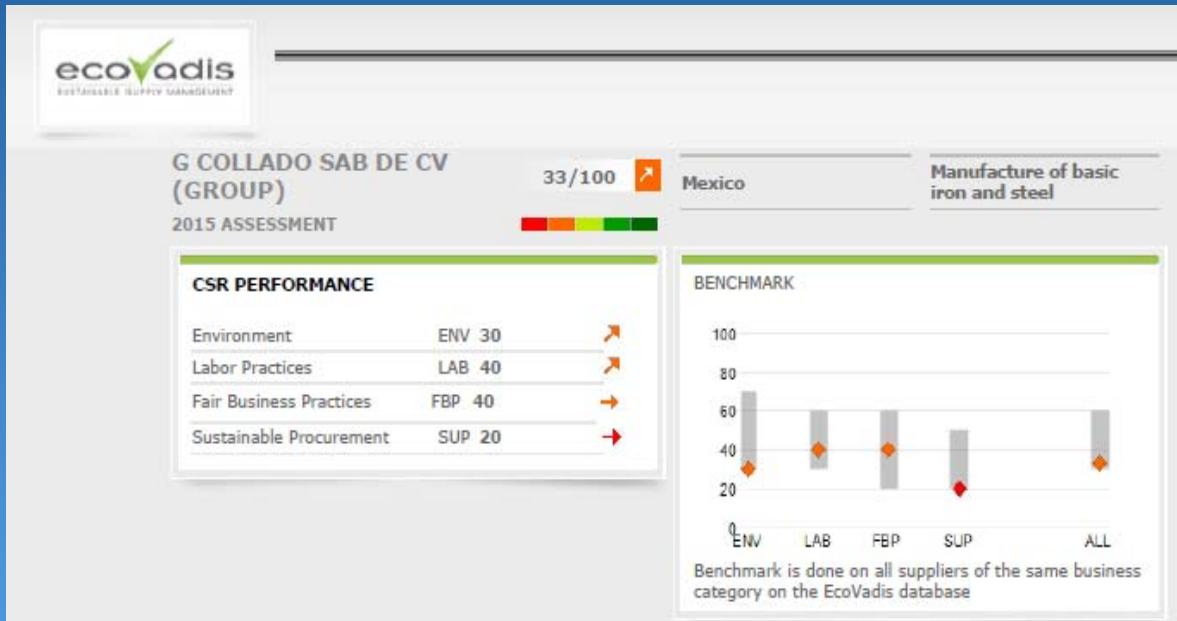 ecoVadis
SUSTAINABLE SUPPLY MANAGEMENT
G COLLADO SAB DE CV
(GROUP)
33/100
2015 ASSESSMENT
Mexico
Manufacture of basic
iron and steel
CSR PERFORMANCE
Environment ENV 30
Labor Practices LAB 40
Fair Business Practices FBP 40
Sustainable Procurement SUP 20
BENCHMARK
100
80
60
40
20
0
ENV LAB FBP SUP ALL
Benchmark is done on all suppliers of the same business
category on the EcoVadis database